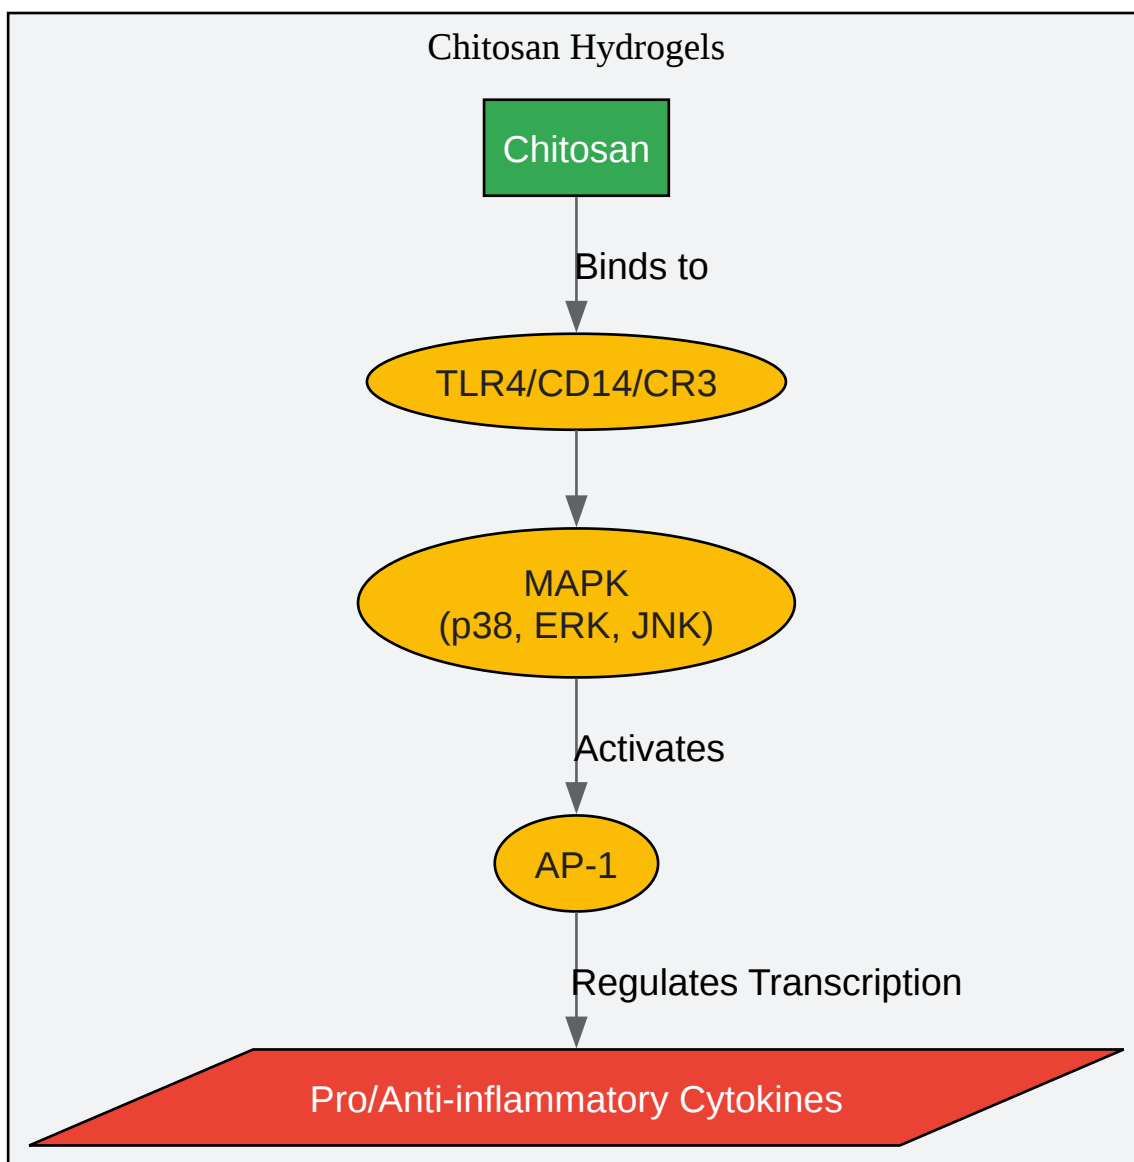 Chitosan Hydrogels
Chitosan
Binds to
TLR4/CD14/CR3
MAPK
(p38, ERK, JNK)
Activates
AP-1
Regulates Transcription
Pro/Anti-inflammatory Cytokines